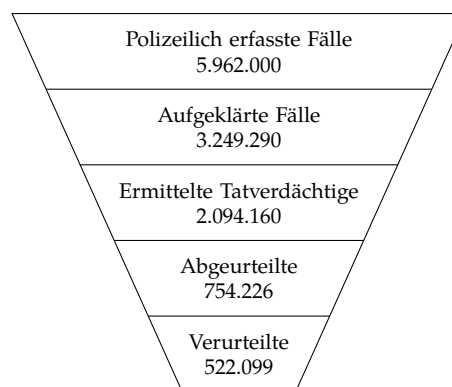 Polizeilich erfasste Fälle
5.962.000
Aufgeklärte Fälle
3.249.290
Ermittelte Tatverdächtige
2.094.160
Abgeurteilte
754.226
Verurteilte
522.099